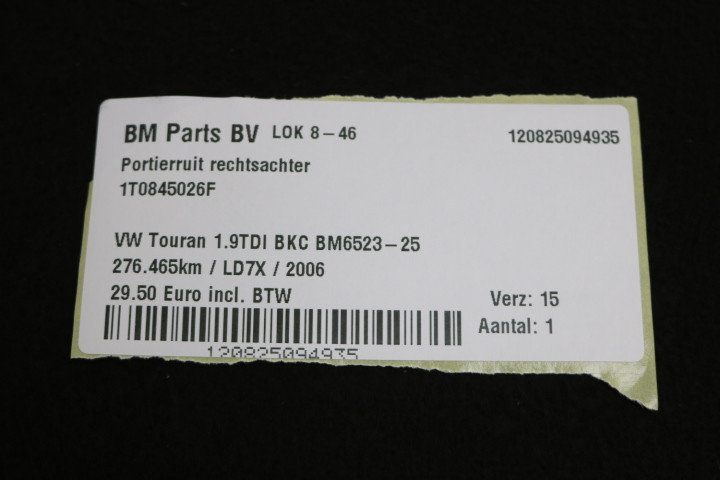 BM Parts BV LOK 8-46 120825094935
Portierruit rechtsachter
1T0845026F
VW Touran 1.9TDI BKC BM6523-25
276.465km / LD7X / 2006
29.50 Euro incl. BTW Verz: 15
Aantal: 1
120825094935